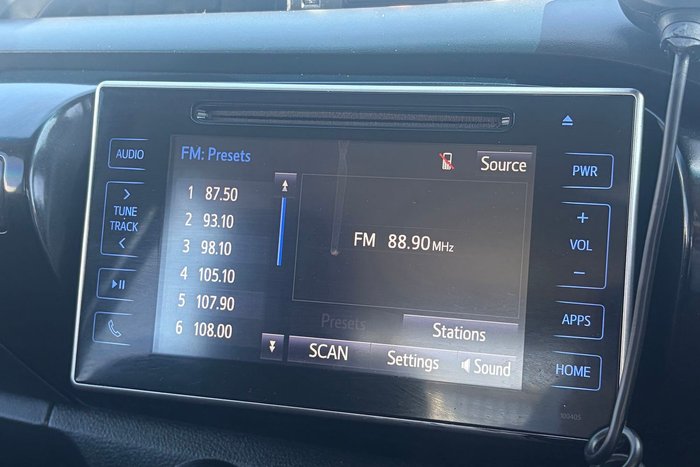 AUDIO
TUNE
TRACK
FM: Presets
Source
1 87.50
2 93.10
3 98.10
4 105.10
5 107.90
6 108.00
FM 88.90 MHz
Presets
Stations
SCAN
Settings
Sound
PWR
+
VOL
−
APPS
HOME
100405